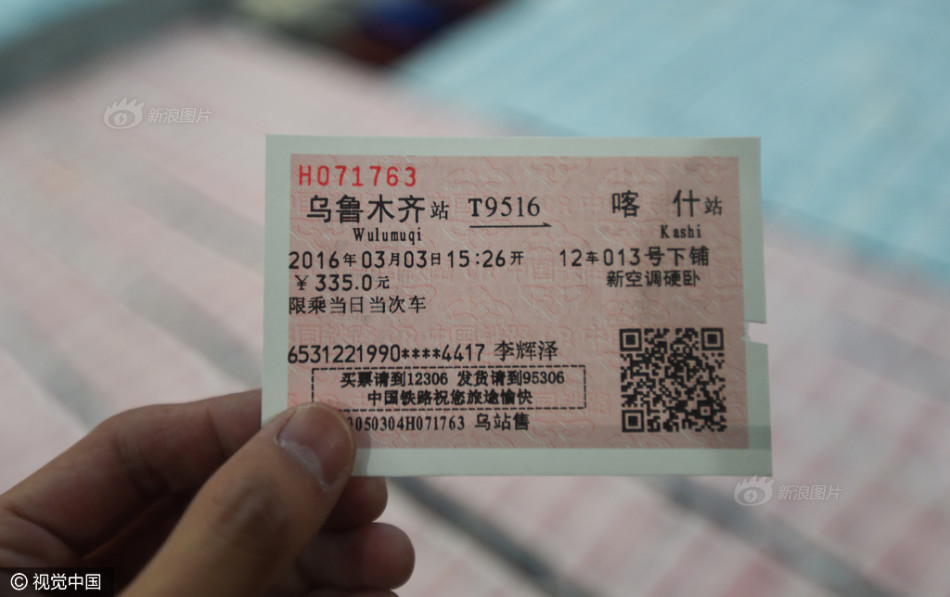 新浪图片
H071763
乌鲁木齐站 T9516 喀什站
Wulumuqi Kashi
2016年03月03日15:26开 12车013号下铺
￥335.0元 新空调硬卧
限乘当日当次车
6531221990****4417 李辉泽
买票请到12306 发货请到95306
中国铁路祝您旅途愉快
050304H071763 乌站售
新浪图片
© 视觉中国